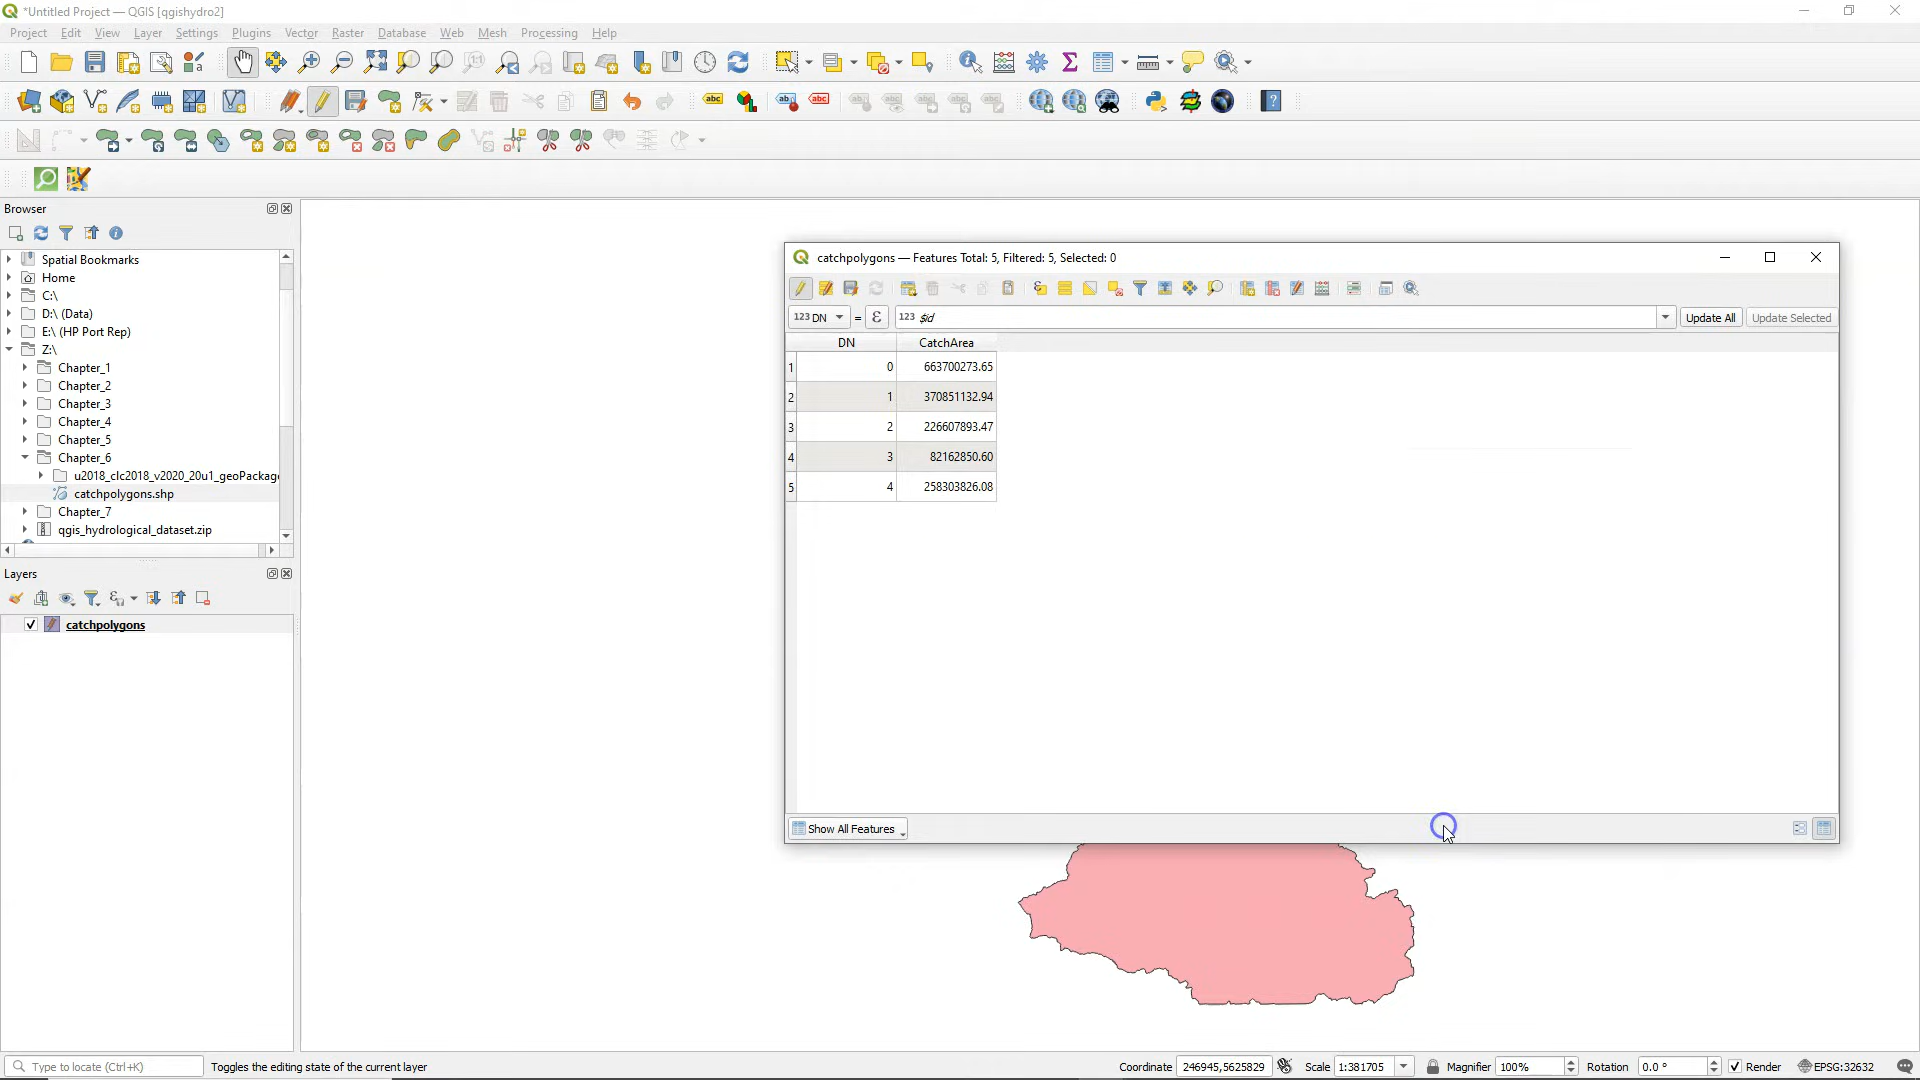 *Untitled Project — QGIS [qgishydro2]
Project Edit View Layer Settings Plugins Vector Raster Database Web Mesh Processing Help
Browser
Spatial Bookmarks
Home
C:\
D:\ (Data)
E:\ (HP Port Rep)
Z:\
Chapter_1
Chapter_2
Chapter_3
Chapter_4
Chapter_5
Chapter_6
u2018_clc2018_v2020_20u1_geoPackage
catchpolygons.shp
Chapter_7
qgis_hydrological_dataset.zip
Layers
catchpolygons
catchpolygons — Features Total: 5, Filtered: 5, Selected: 0
123 DN = ε 123 $id Update All Update Selected
DN CatchArea
1 0 663700273.65
2 1 370851132.94
3 2 226607893.47
4 3 82162850.60
5 4 258303826.08
Show All Features
Type to locate (Ctrl+K) Toggles the editing state of the current layer Coordinate 246945,5625829 Scale 1:381705 Magnifier 100% Rotation 0.0 ° Render EPSG:32632